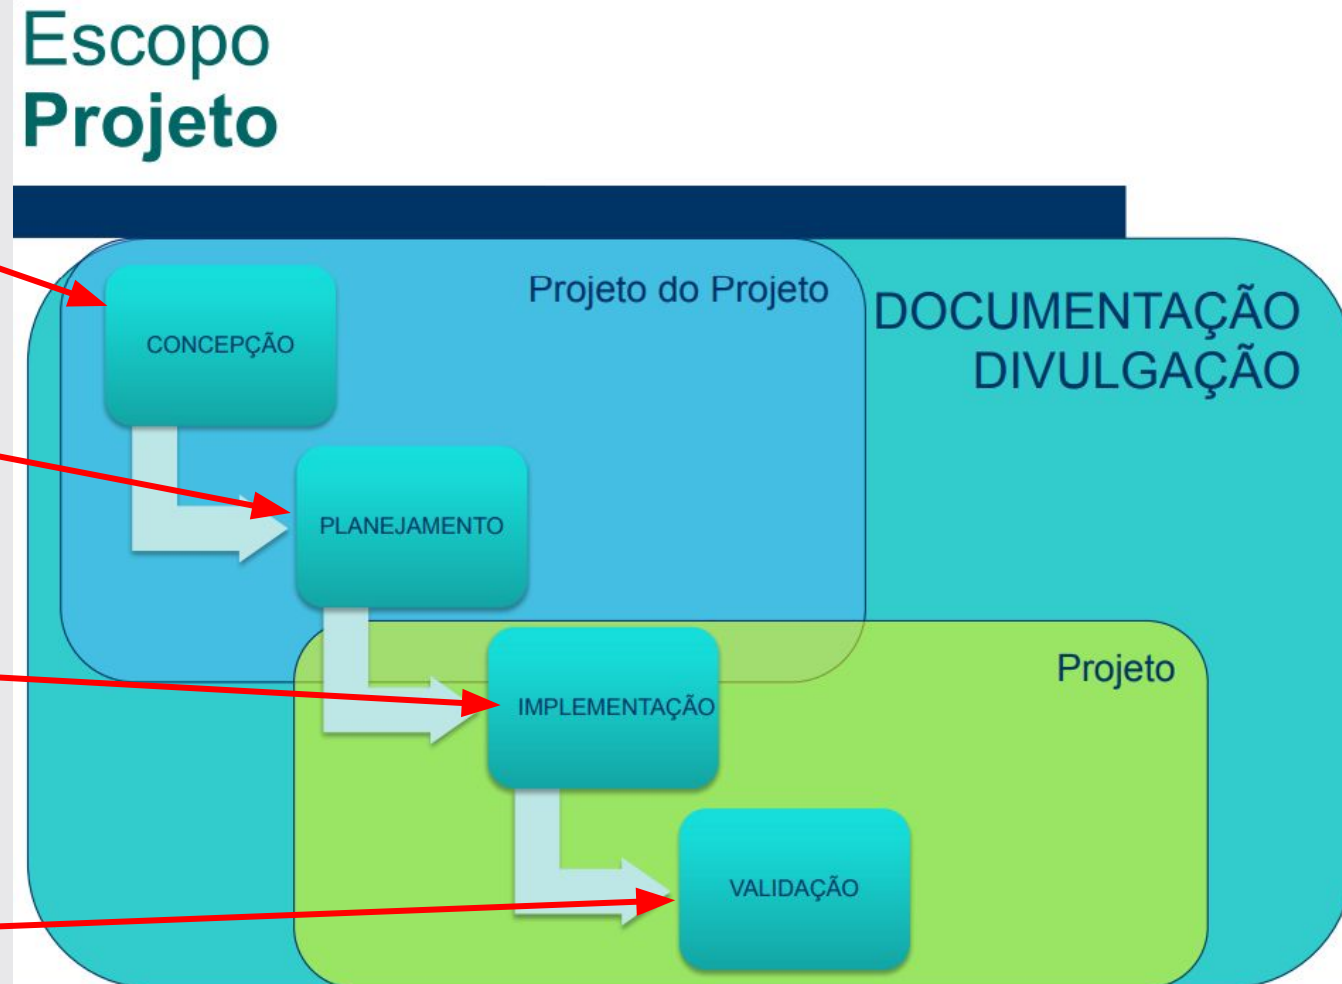 Escopo
Projeto
Projeto do Projeto
DOCUMENTAÇÃO
DIVULGAÇÃO
CONCEPÇÃO
PLANEJAMENTO
Projeto
IMPLEMENTAÇÃO
VALIDAÇÃO